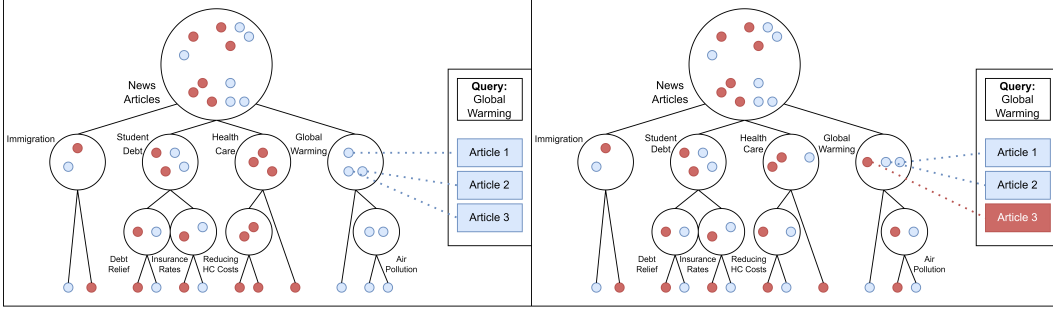 News
Articles
Immigration
Student
Debt
Health
Care
Global
Warming
Debt
Relief
Insurance
Rates
Reducing
HC Costs
Air
Pollution
Query:
Global
Warming
Article 1
Article 2
Article 3
News
Articles
Immigration
Student
Debt
Health
Care
Global
Warming
Debt
Relief
Insurance
Rates
Reducing
HC Costs
Air
Pollution
Query:
Global
Warming
Article 1
Article 2
Article 3